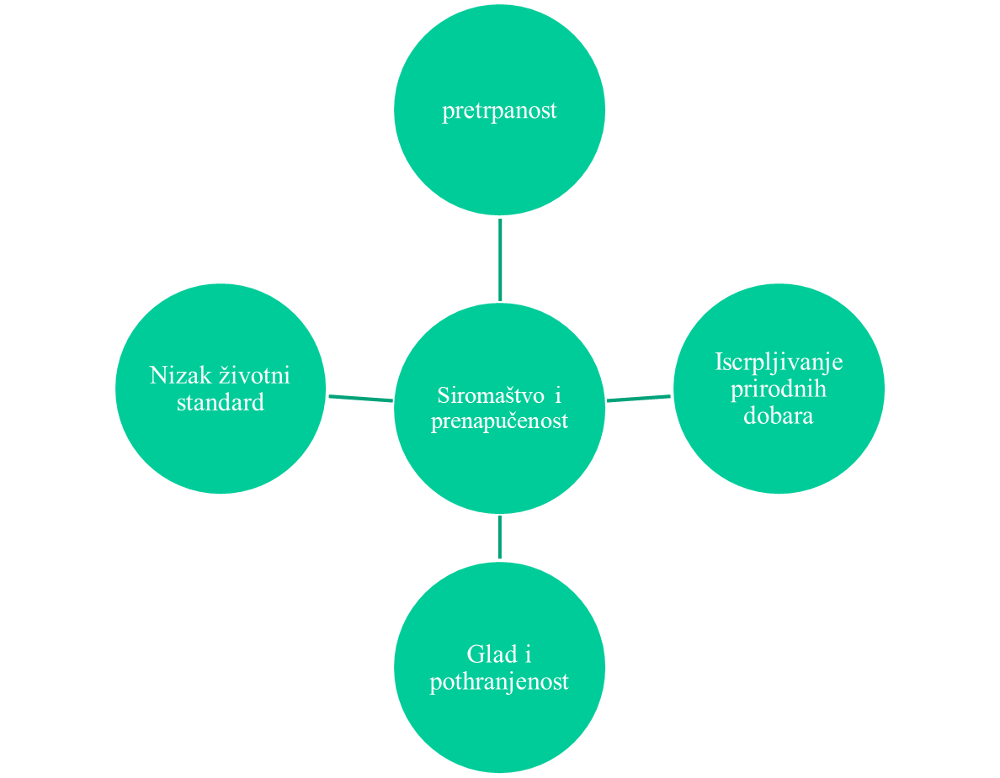 pretrpanost
Nizak životni
standard
Siromaštvo i
prenapučenost
Iscrpljivanje
prirodnih
dobara
Glad i
pothranjenost